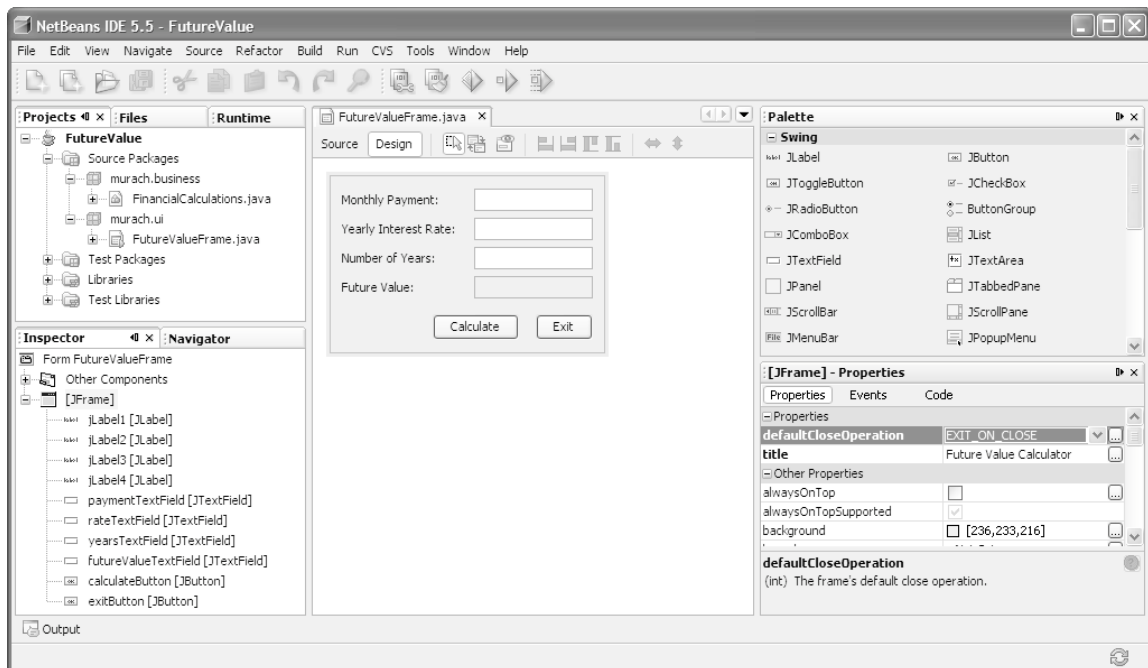 NetBeans IDE 5.5 - FutureValue
File Edit View Navigate Source Refactor Build Run CVS Tools Window Help
Projects Files Runtime
FutureValue
Source Packages
murach.business
FinancialCalculations.java
murach.ui
FutureValueFrame.java
Test Packages
Libraries
Test Libraries
Inspector Navigator
Form FutureValueFrame
Other Components
[JFrame]
jLabel1 [JLabel]
jLabel2 [JLabel]
jLabel3 [JLabel]
jLabel4 [JLabel]
paymentTextField [JTextField]
rateTextField [JTextField]
yearsTextField [JTextField]
futureValueTextField [JTextField]
calculateButton [JButton]
exitButton [JButton]
Output
FutureValueFrame.java
Source Design
Monthly Payment:
Yearly Interest Rate:
Number of Years:
Future Value:
Calculate Exit
Palette
Swing
JLabel JButton
JToggleButton JCheckBox
JRadioButton ButtonGroup
JComboBox JList
JTextField JTextArea
JPanel JTabbedPane
JScrollBar JScrollPane
JMenuBar JPopupMenu
[JFrame] - Properties
Properties Events Code
Properties
defaultCloseOperation EXIT_ON_CLOSE
title Future Value Calculator
Other Properties
alwaysOnTop
alwaysOnTopSupported
background [236,233,216]
defaultCloseOperation
(int) The frame's default close operation.